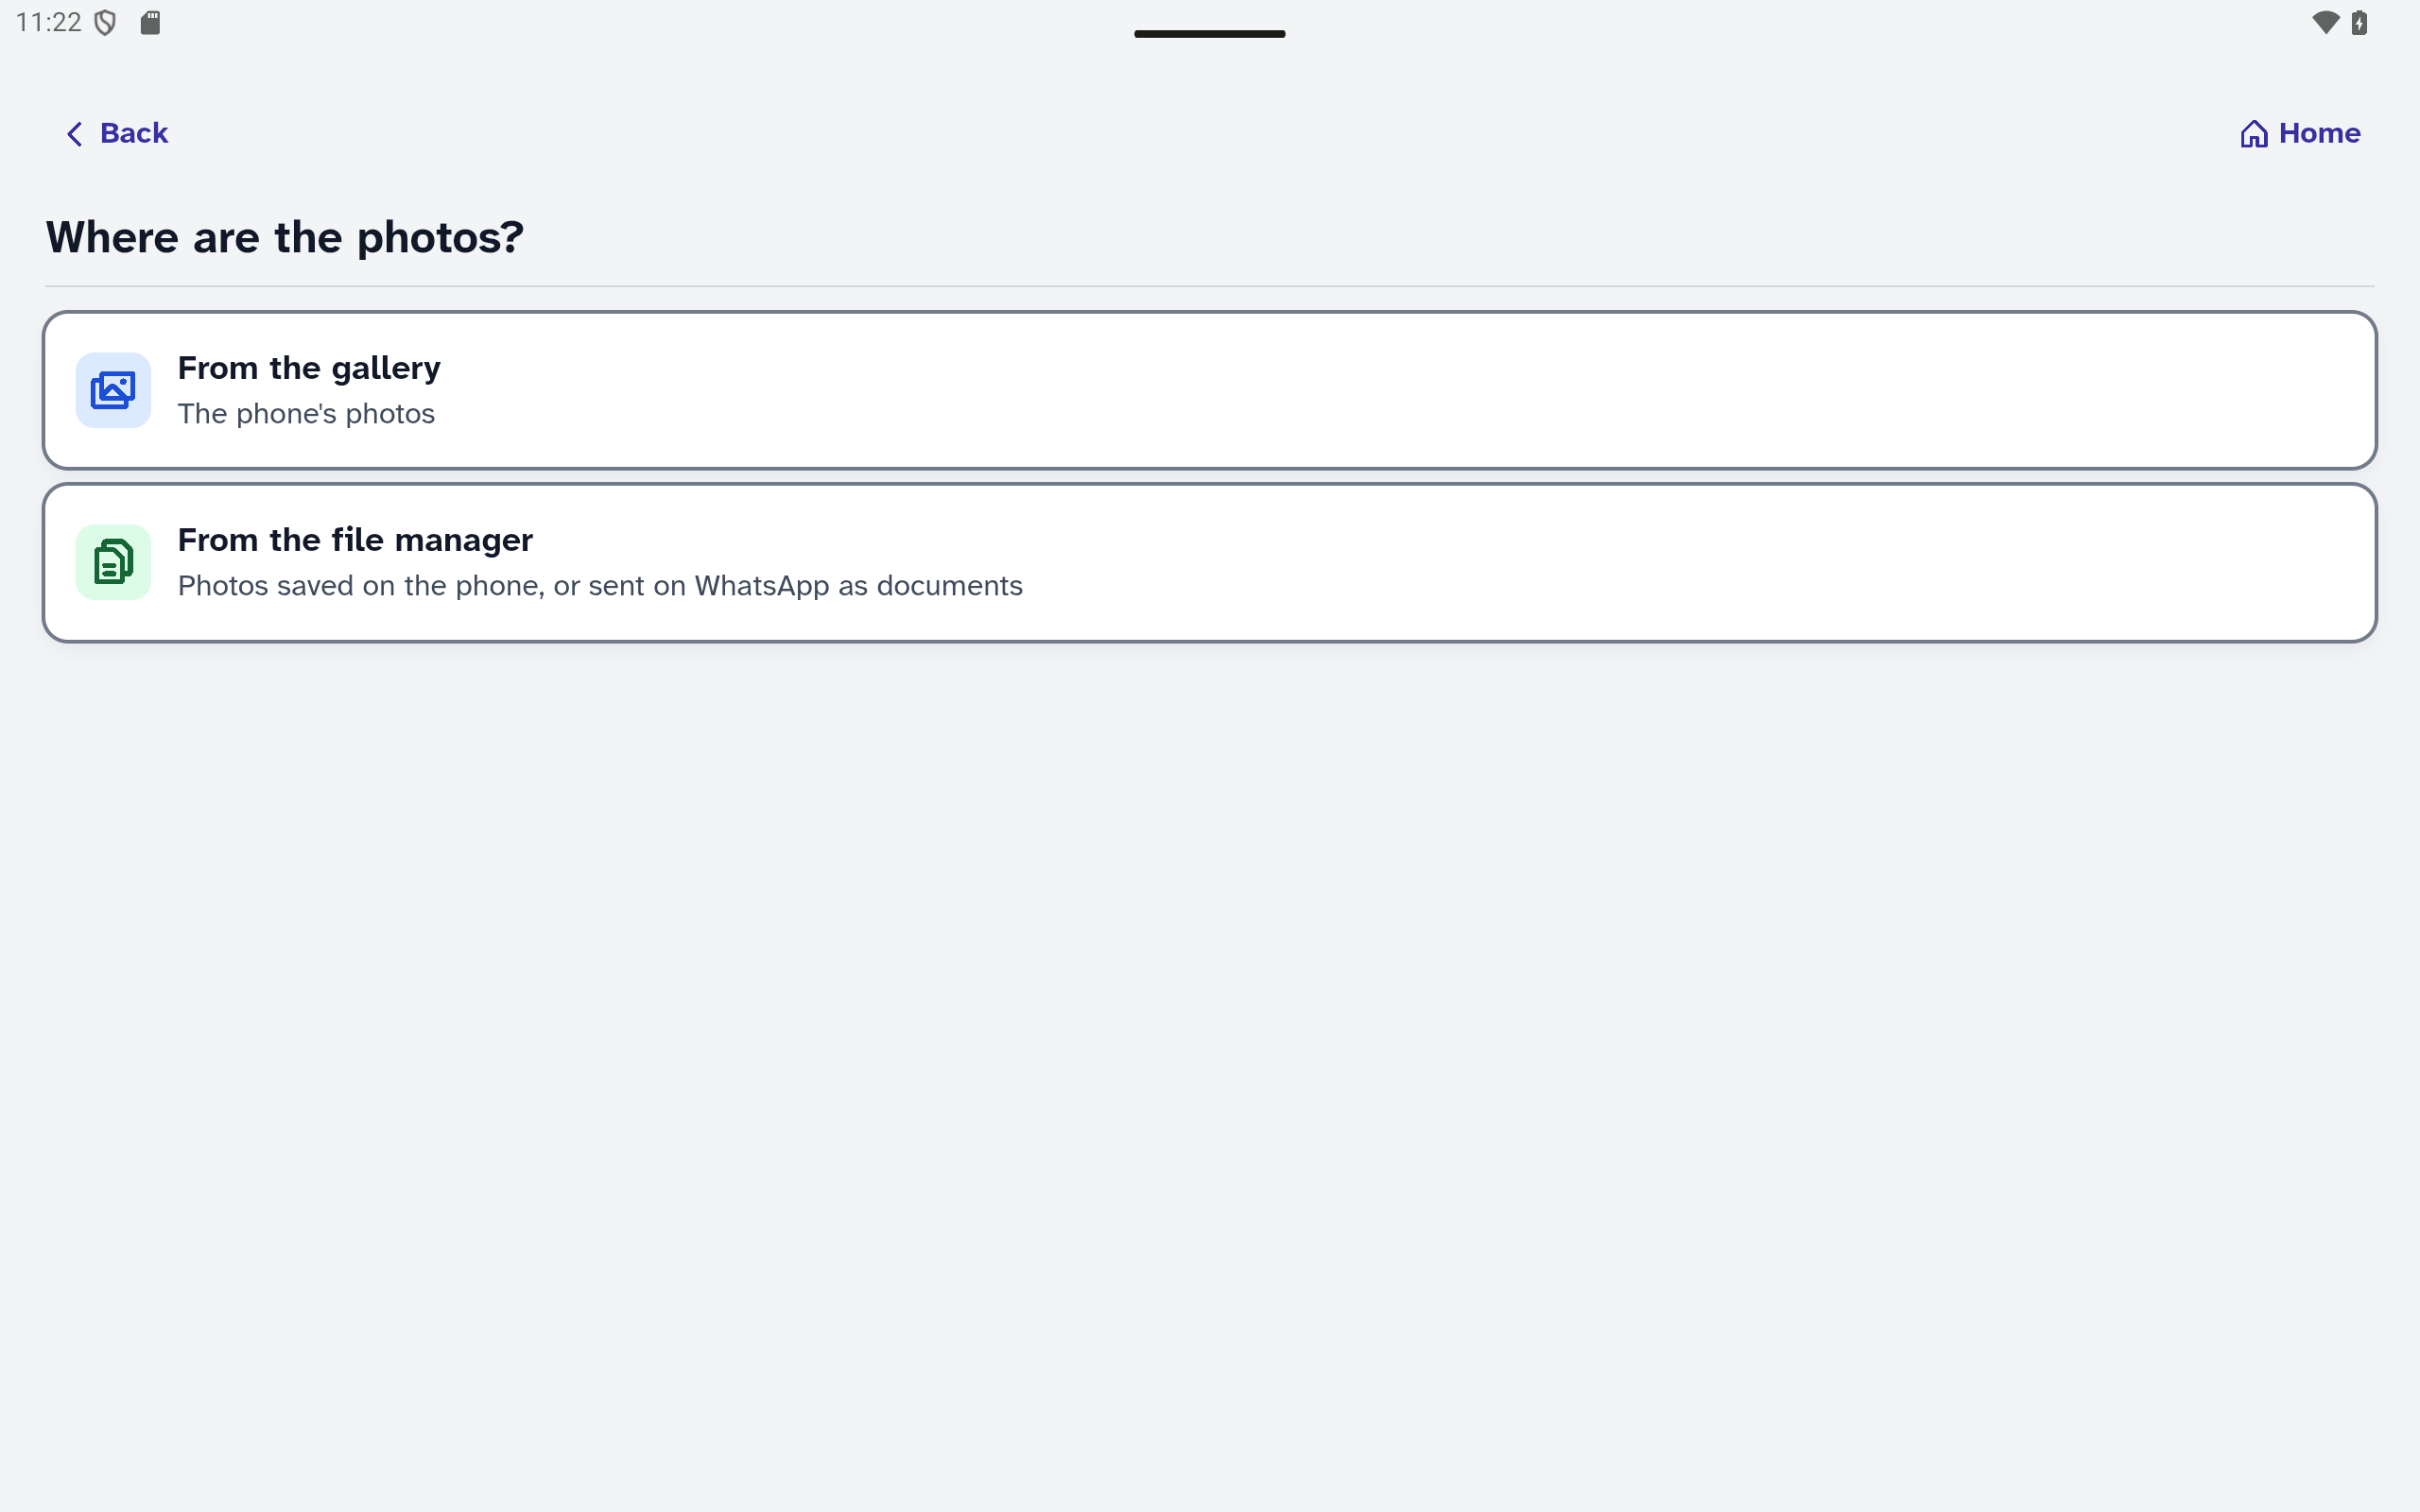 11:22
Back
Home
Where are the photos?
From the gallery
The phone's photos
From the file manager
Photos saved on the phone, or sent on WhatsApp as documents